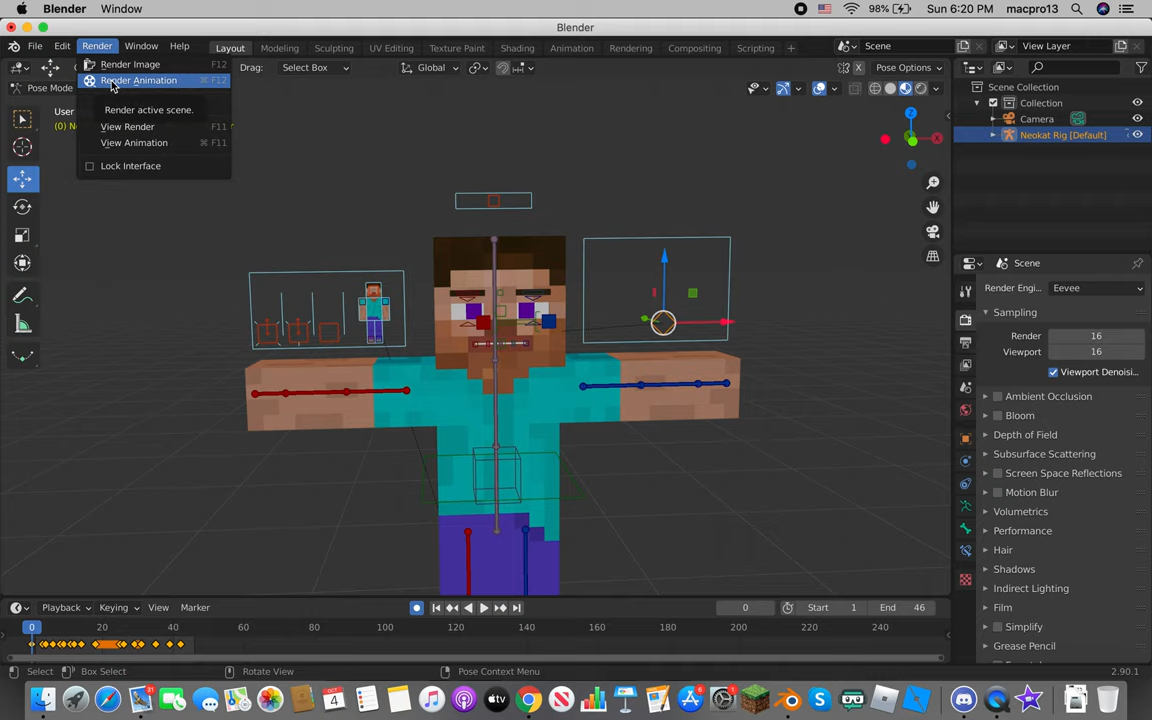 Blender Window 98% Sun 6:20 PM macpro13
Blender
File Edit Render Window Help Layout Modeling Sculpting UV Editing Texture Paint Shading Animation Rendering Compositing Scripting + Scene View Layer
Render Image F12
Drag: Select Box Global X Pose Options
Render Animation ⌘ F12
Pose Mode
Render active scene.
User
(0) N
View Render F11
View Animation ⌘ F11
Lock Interface
Scene Collection
Collection
Camera
Neokat Rig [Default]
Scene
Render Engi... Eevee
Sampling
Render 16
Viewport 16
Viewport Denoisi...
Ambient Occlusion
Bloom
Depth of Field
Subsurface Scattering
Screen Space Reflections
Motion Blur
Volumetrics
Performance
Hair
Shadows
Indirect Lighting
Film
Simplify
Grease Pencil
Playback Keying View Marker 0 Start 1 End 46
0 20 40 60 80 100 120 140 160 180 200 220 240
Select Box Select Rotate View Pose Context Menu 2.90.1